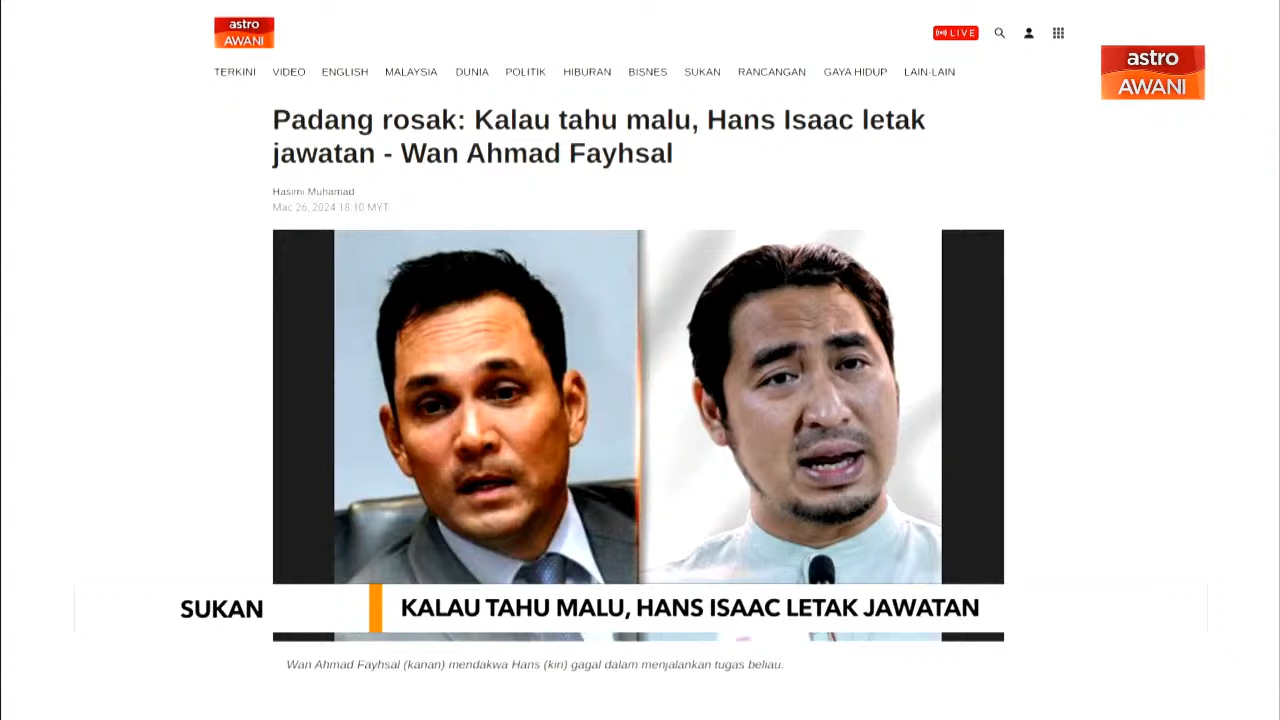 astro
AWANI
LIVE
TERKINI VIDEO ENGLISH MALAYSIA DUNIA POLITIK HIBURAN BISNES SUKAN RANCANGAN GAYA HIDUP LAIN-LAIN
astro
AWANI
Padang rosak: Kalau tahu malu, Hans Isaac letak
jawatan - Wan Ahmad Fayhsal
Hasimi Muhamad
Mac 26, 2024 18:10 MYT
SUKAN
KALAU TAHU MALU, HANS ISAAC LETAK JAWATAN
Wan Ahmad Fayhsal (kanan) mendakwa Hans (kiri) gagal dalam menjalankan tugas beliau.